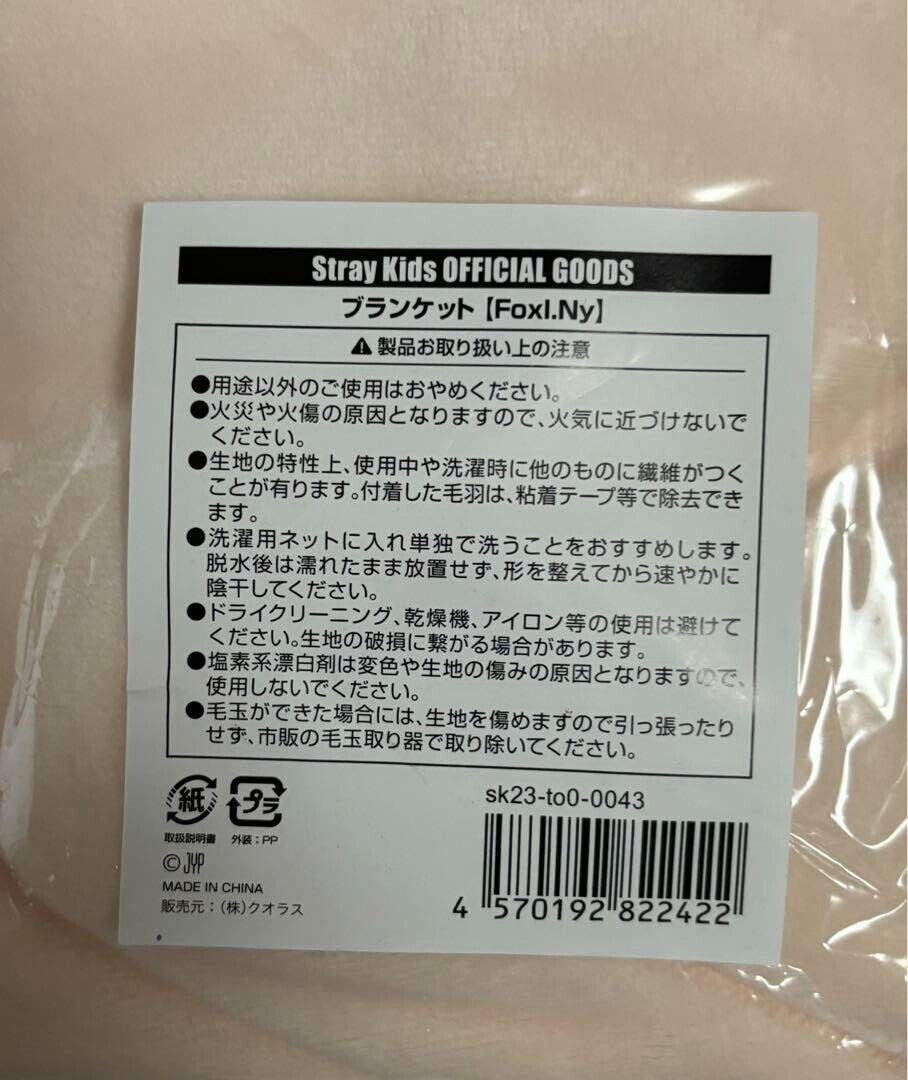 Stray Kids OFFICIAL GOODS
ブランケット【FoxI.Ny】
⚠製品お取り扱い上の注意
●用途以外のご使用はおやめください。
●火災や火傷の原因となりますので、火気に近づけないで
ください。
●生地の特性上、使用中や洗濯時に他のものに繊維がつく
ことが有ります。付着した毛羽は、粘着テープ等で除去でき
ます。
●洗濯用ネットに入れ単独で洗うことをおすすめします。
脱水後は濡れたまま放置せず、形を整えてから速やかに
陰干してください。
●ドライクリーニング、乾燥機、アイロン等の使用は避けて
ください。生地の破損に繋がる場合があります。
●塩素系漂白剤は変色や生地の傷みの原因となりますので、
使用しないでください。
●毛玉ができた場合には、生地を傷めますので引っ張ったり
せず、市販の毛玉取り器で取り除いてください。
紙 プラ
取扱説明書 外装:PP
sk23-to0-0043
©JYP
MADE IN CHINA
販売元:(株)クオラス
4 570192 822422